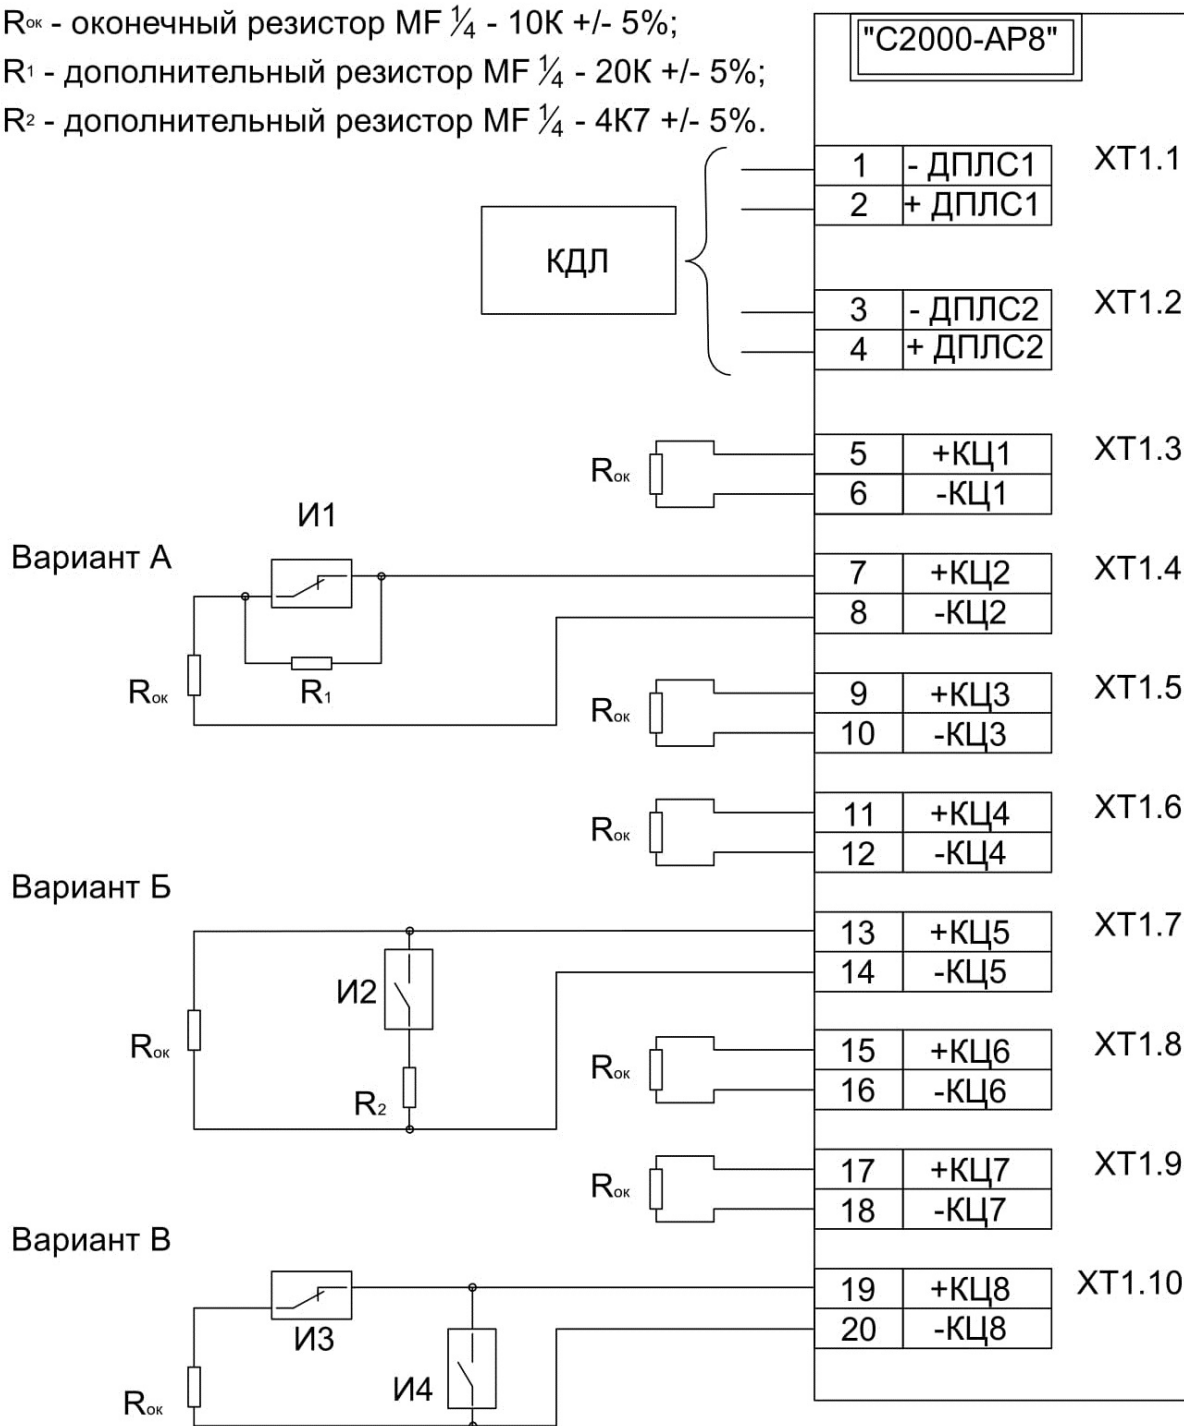 Rок - оконечный резистор MF ¼ - 10К +/- 5%;
R1 - дополнительный резистор MF ¼ - 20К +/- 5%;
R2 - дополнительный резистор MF ¼ - 4К7 +/- 5%.
"С2000-АР8"
1 - ДПЛС1 XT1.1
2 + ДПЛС1
КДЛ
3 - ДПЛС2 XT1.2
4 + ДПЛС2
Rок 5 +КЦ1 XT1.3
6 -КЦ1
Вариант А
И1
Rок R1
7 +КЦ2 XT1.4
8 -КЦ2
Rок 9 +КЦ3 XT1.5
10 -КЦ3
Rок 11 +КЦ4 XT1.6
12 -КЦ4
Вариант Б
И2
Rок R2
13 +КЦ5 XT1.7
14 -КЦ5
Rок 15 +КЦ6 XT1.8
16 -КЦ6
Rок 17 +КЦ7 XT1.9
18 -КЦ7
Вариант В
И3
И4
Rок
19 +КЦ8 XT1.10
20 -КЦ8